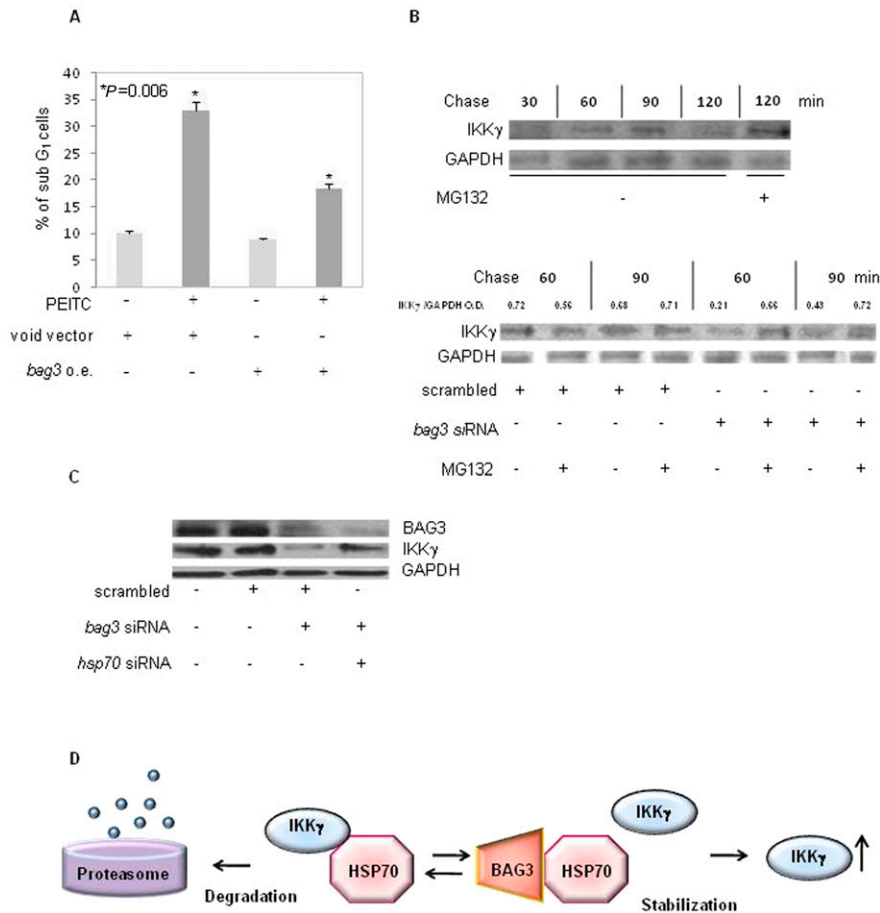 A
*P=0.006
% of sub G1 cells
40
35
30
25
20
15
10
5
0
*
*
PEITC - + - +
void vector + + - -
bag3 o.e. - - + +
B
Chase 30 60 90 120 120 min
IKKγ
GAPDH
MG132 - +
Chase 60 90 60 90 min
IKKγ/GAPDH O.D. 0.72 0.56 0.68 0.71 0.21 0.66 0.43 0.72
IKKγ
GAPDH
scrambled + + + + - - - -
bag3 siRNA - - - - + + + +
MG132 - + - + - + - +
C
BAG3
IKKγ
GAPDH
scrambled - + + -
bag3 siRNA - - + +
hsp70 siRNA - - - +
D
Proteasome
Degradation
IKKγ
HSP70
BAG3
HSP70
IKKγ
Stabilization
IKKγ